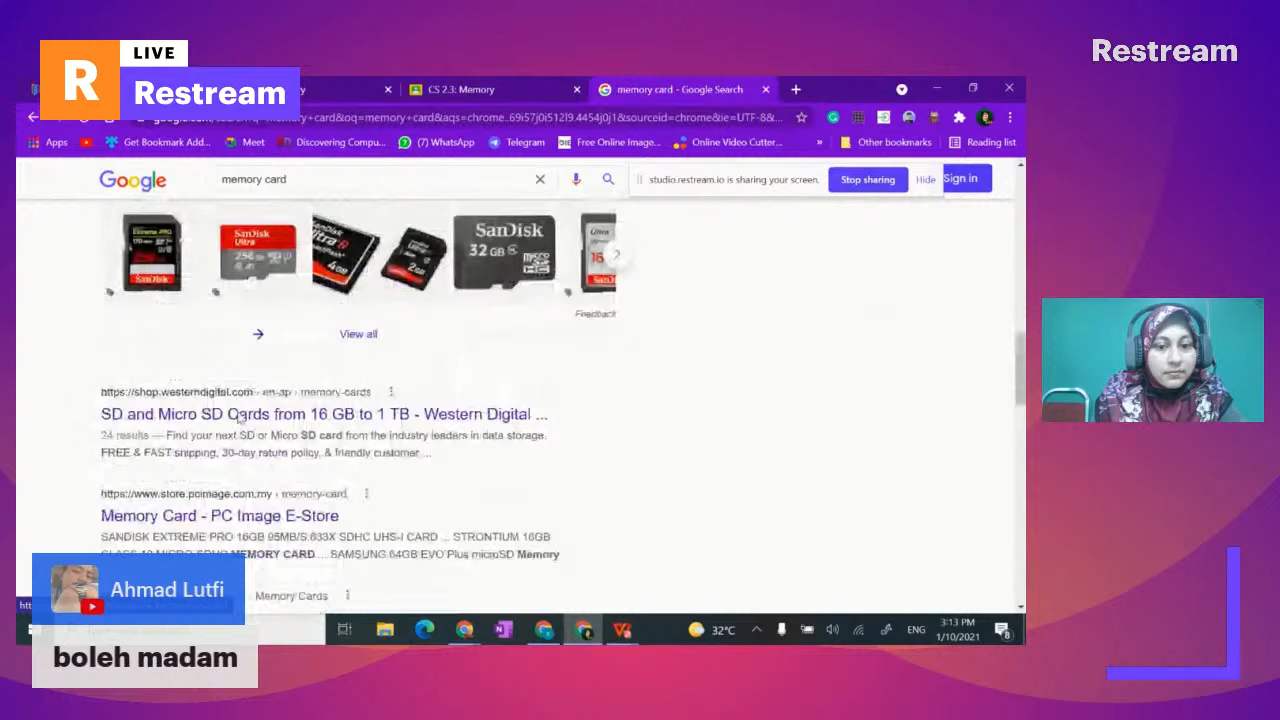 R
LIVE
Restream
Restream
CS 2.3: Memory
memory card - Google Search
Apps
Get Bookmark Add...
Meet
Discovering Compu...
(7) WhatsApp
Telegram
Free Online Image...
Online Video Cutter...
»
Other bookmarks
Reading list
Google
memory card
studio.restream.io is sharing your screen.
Stop sharing
Hide
Sign in
SanDisk
32 GB
Feedback
View all
https://shop.westerndigital.com › en-ap › memory-cards
SD and Micro SD Cards from 16 GB to 1 TB - Western Digital ...
24 results — Find your next SD or Micro SD card from the industry leaders in data storage.
FREE & FAST shipping, 30-day return policy, & friendly customer ...
https://www.store.pcimage.com.my › memory-card
Memory Card - PC Image E-Store
SANDISK EXTREME PRO 16GB 95MB/S 633X SDHC UHS-I CARD ... STRONTIUM 16GB
MEMORY CARD ... SAMSUNG 64GB EVO Plus microSD Memory
Memory Cards
Ahmad Lutfi
boleh madam
32°C
ENG
3:13 PM
1/10/2021
8